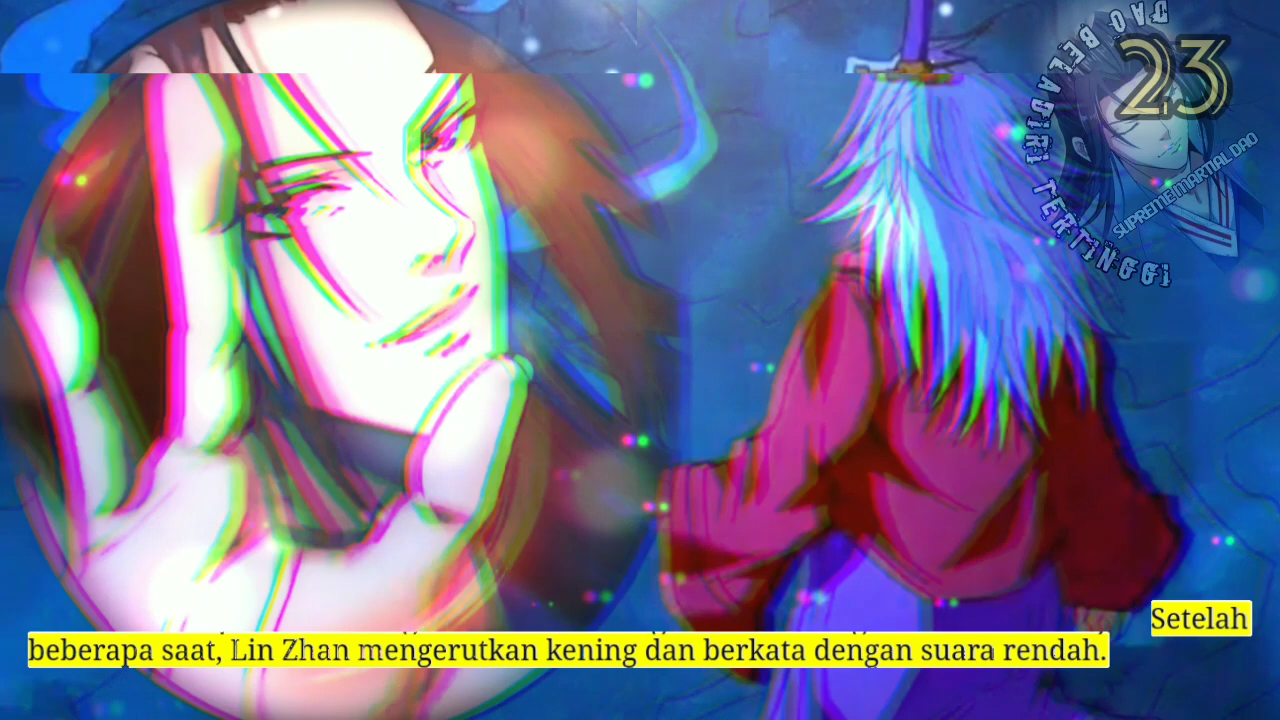 DAO BELADIRI TERTINGGI
23
SUPREME MARTIAL DAO
Setelah
beberapa saat, Lin Zhan mengerutkan kening dan berkata dengan suara rendah.